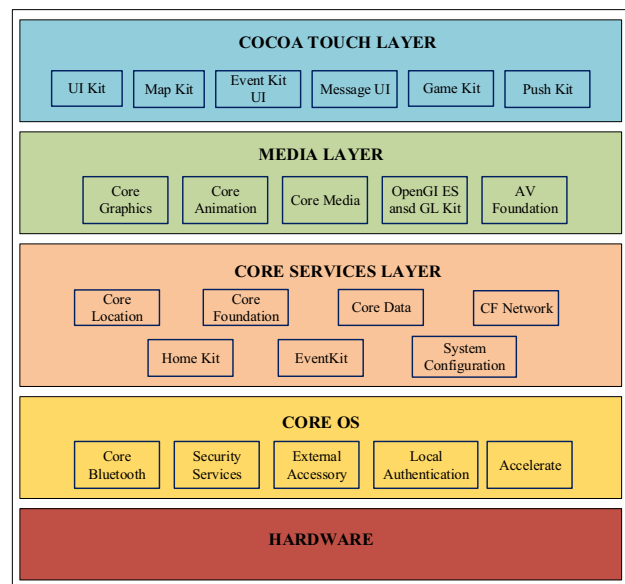 COCOA TOUCH LAYER
UI Kit
Map Kit
Event Kit
UI
Message UI
Game Kit
Push Kit
MEDIA LAYER
Core
Graphics
Core
Animation
Core Media
OpenGI ES
ansd GL Kit
AV
Foundation
CORE SERVICES LAYER
Core
Location
Core
Foundation
Core Data
CF Network
Home Kit
EventKit
System
Configuration
CORE OS
Core
Bluetooth
Security
Services
External
Accessory
Local
Authentication
Accelerate
HARDWARE